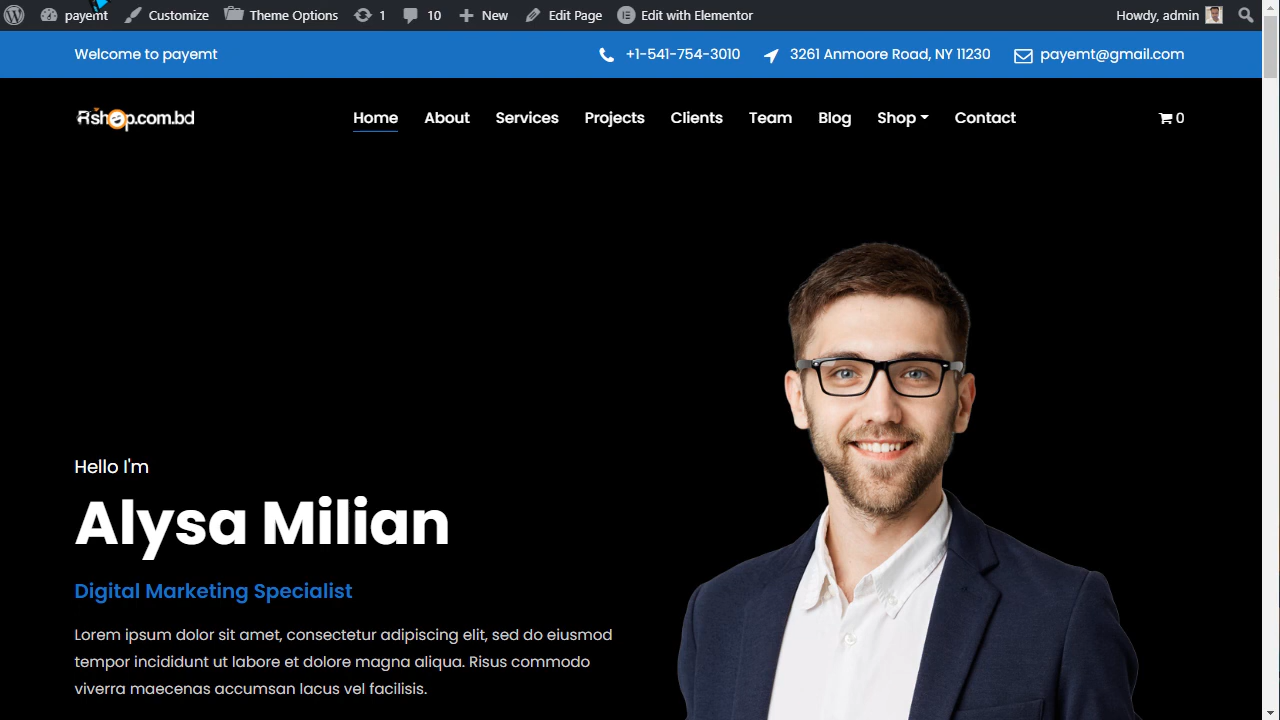 payemt Customize Theme Options 1 10 New Edit Page Edit with Elementor Howdy, admin
Welcome to payemt +1-541-754-3010 3261 Anmoore Road, NY 11230 payemt@gmail.com
Rshop.com.bd Home About Services Projects Clients Team Blog Shop Contact 0
Hello I'm
Alysa Milian
Digital Marketing Specialist
Lorem ipsum dolor sit amet, consectetur adipiscing elit, sed do eiusmod
tempor incididunt ut labore et dolore magna aliqua. Risus commodo
viverra maecenas accumsan lacus vel facilisis.